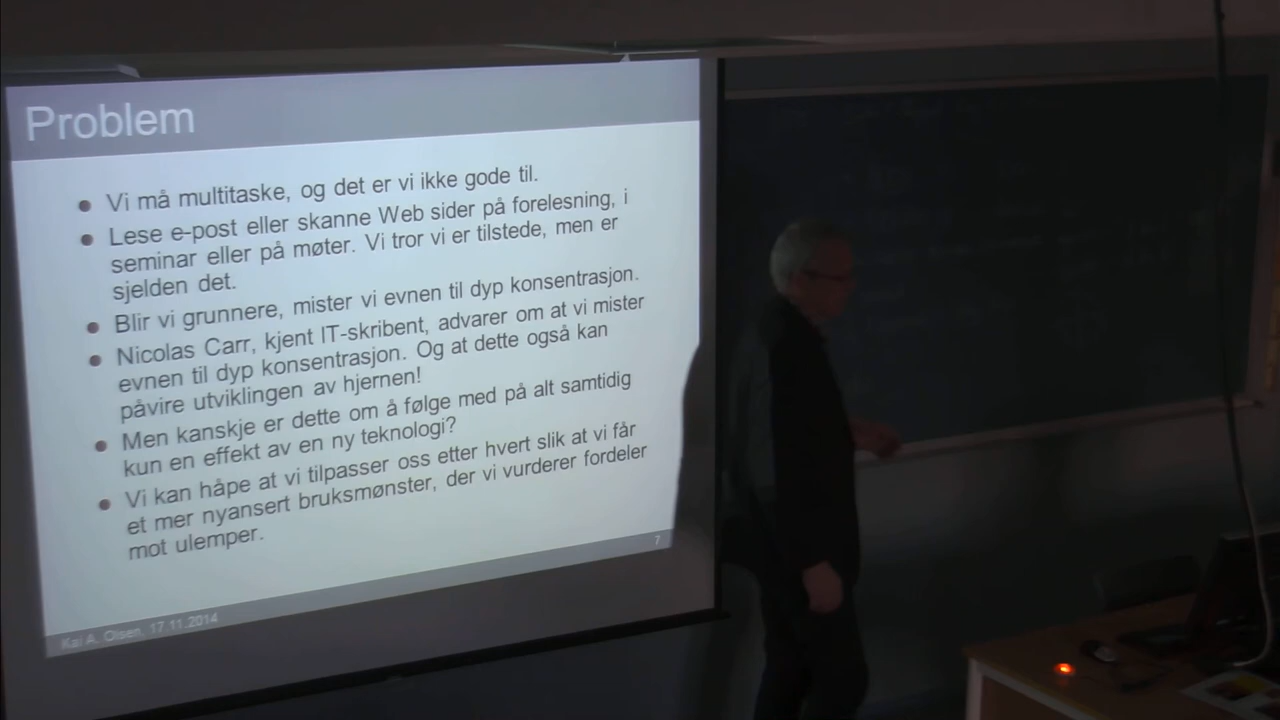 Problem
Vi må multitaske, og det er vi ikke gode til.
Lese e-post eller skanne Web sider på forelesning, i
seminar eller på møter. Vi tror vi er tilstede, men er
sjelden det.
Blir vi grunnere, mister vi evnen til dyp konsentrasjon.
Nicolas Carr, kjent IT-skribent, advarer om at vi mister
evnen til dyp konsentrasjon. Og at dette også kan
påvire utviklingen av hjernen!
Men kanskje er dette om å følge med på alt samtidig
kun en effekt av en ny teknologi?
Vi kan håpe at vi tilpasser oss etter hvert slik at vi får
et mer nyansert bruksmønster, der vi vurderer fordeler
mot ulemper.
7
Kai A. Olsen, 17.11.2014